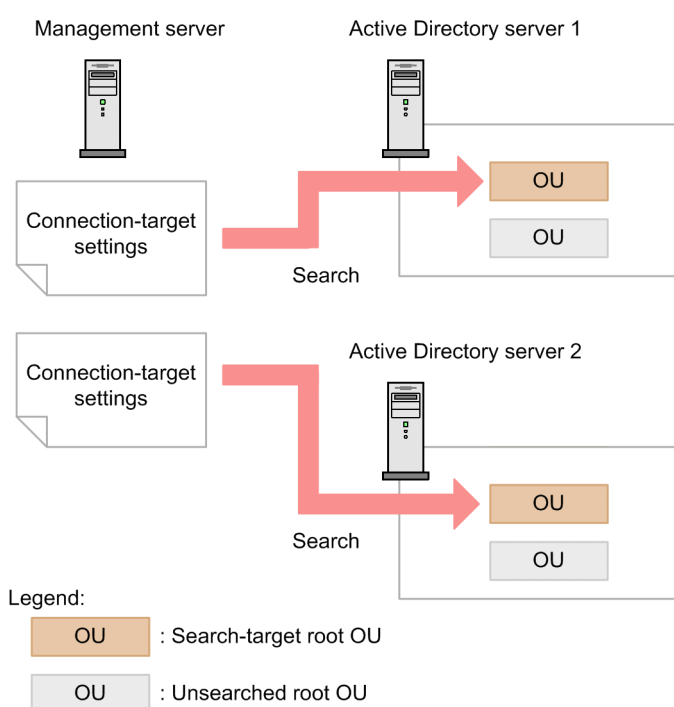 Management server
Active Directory server 1
Connection-target
settings
OU
OU
Search
Connection-target
settings
Active Directory server 2
OU
OU
Search
Legend:
OU : Search-target root OU
OU : Unsearched root OU